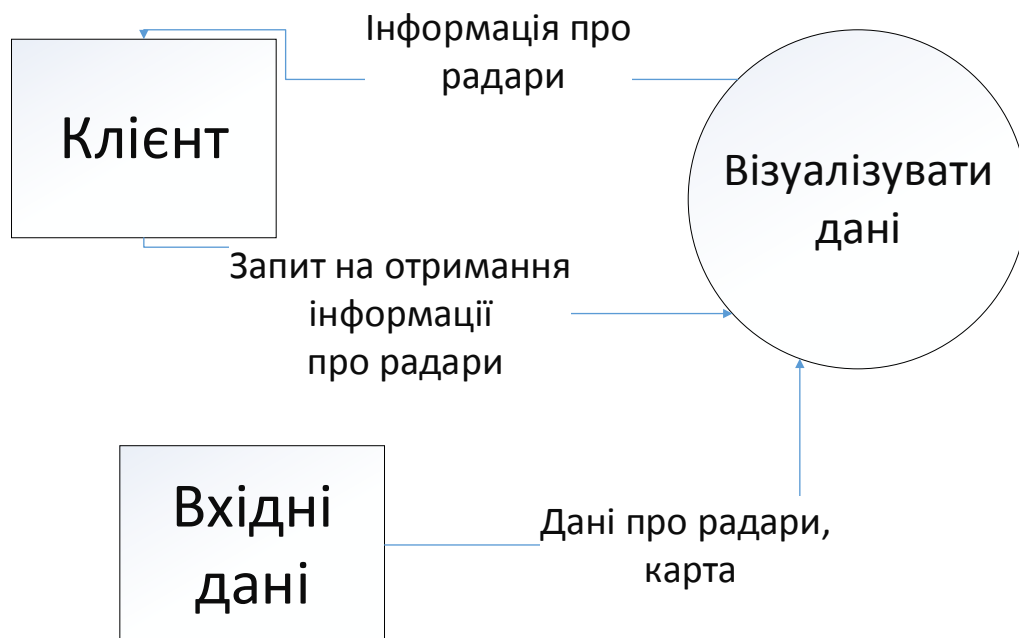 Інформація про
радари
Клієнт
Візуалізувати
дані
Запит на отримання
інформації
про радари
Вхідні
дані
Дані про радари,
карта